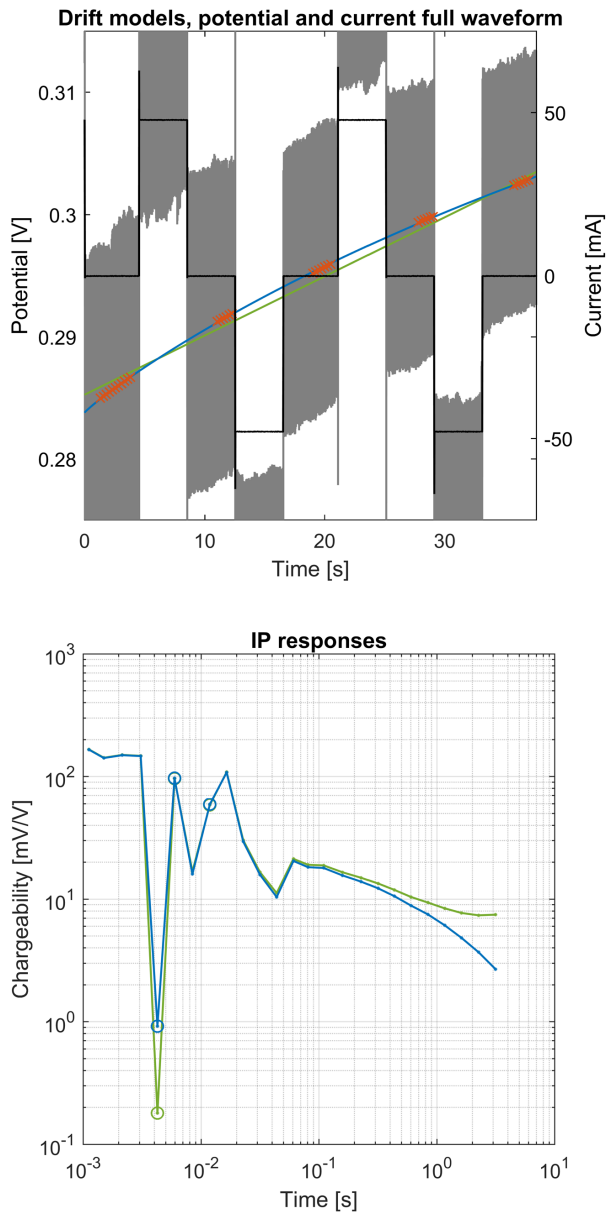 Drift models, potential and current full waveform
0.31
0.3
0.29
0.28
Potential [V]
50
0
-50
Current [mA]
0 10 20 30
Time [s]
IP responses
10^3
10^2
10^1
10^0
10^-1
Chargeability [mV/V]
10^-3 10^-2 10^-1 10^0 10^1
Time [s]